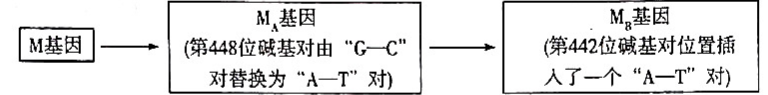 M基因
M_A基因
(第448位碱基对由“G—C”
对替换为“A—T”对)
M_B基因
(第442位碱基对位置插
入了一个“A—T”对)